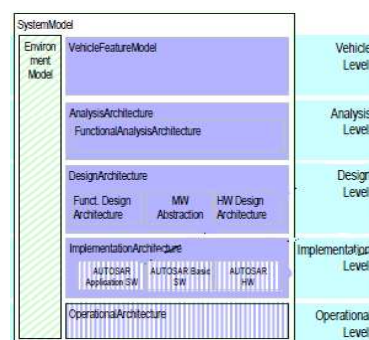 SystemModel
Environ
ment
Model
VehicleFeatureModel
Vehicle
Level
AnalysisArchitecture
FunctionalAnalysisArchitecture
Analysis
Level
DesignArchitecture
Funct. Design
Architecture
MW
Abstraction
HW Design
Architecture
Design
Level
ImplementationArchitecture
AUTOSAR
Application SW
AUTOSAR Basic
SW
AUTOSAR
HW
Implementation
Level
OperationalArchitecture
Operational
Level